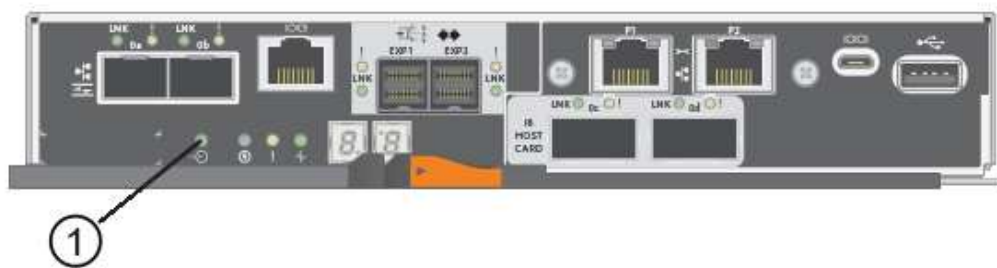 LNK ! LNK !
0a 0b
! EXP1 EXP2 !
LNK LNK
P1 P2
LNK 0c ! LNK 0d !
IB
HOST
CARD
! 8 8
1